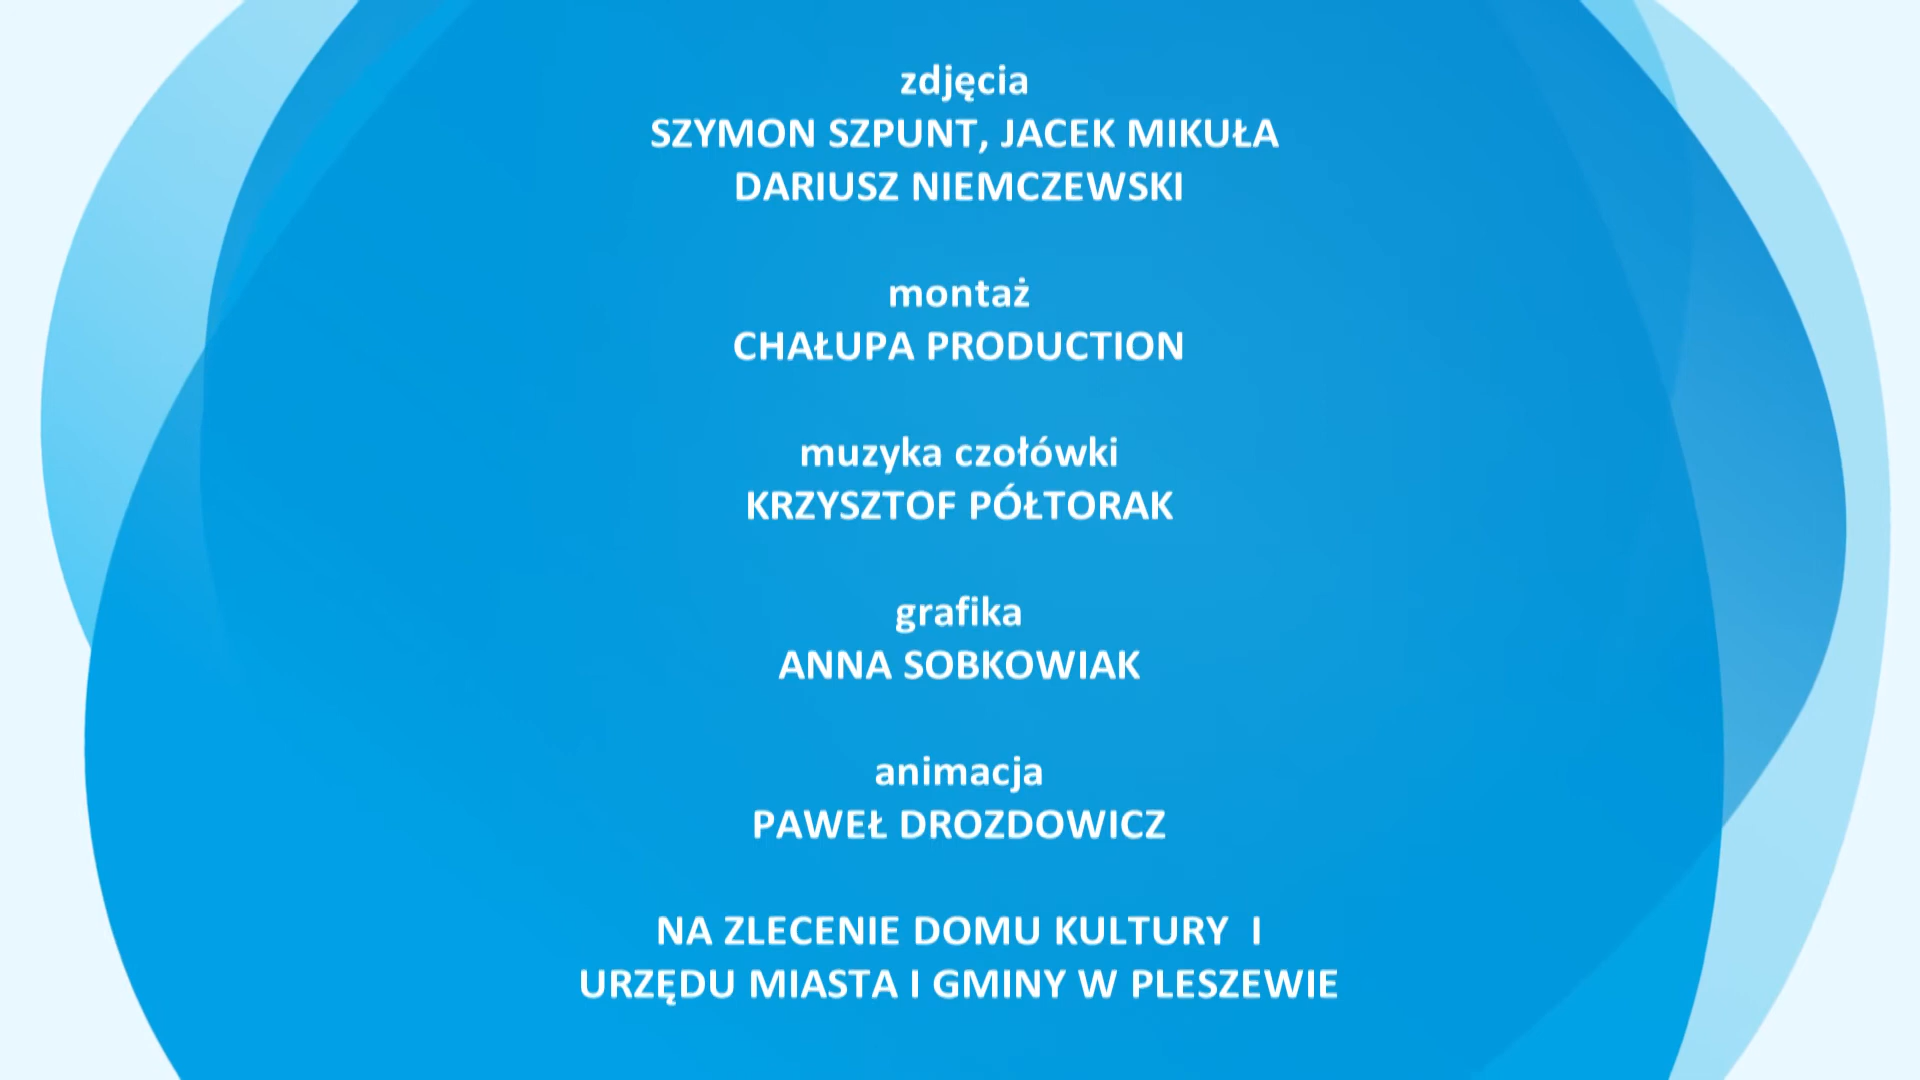 zdjęcia
SZYMON SZPUNT, JACEK MIKUŁA
DARIUSZ NIEMCZEWSKI
montaż
CHAŁUPA PRODUCTION
muzyka czołówki
KRZYSZTOF PÓŁTORAK
grafika
ANNA SOBKOWIAK
animacja
PAWEŁ DROZDOWICZ
NA ZLECENIE DOMU KULTURY I
URZĘDU MIASTA I GMINY W PLESZEWIE